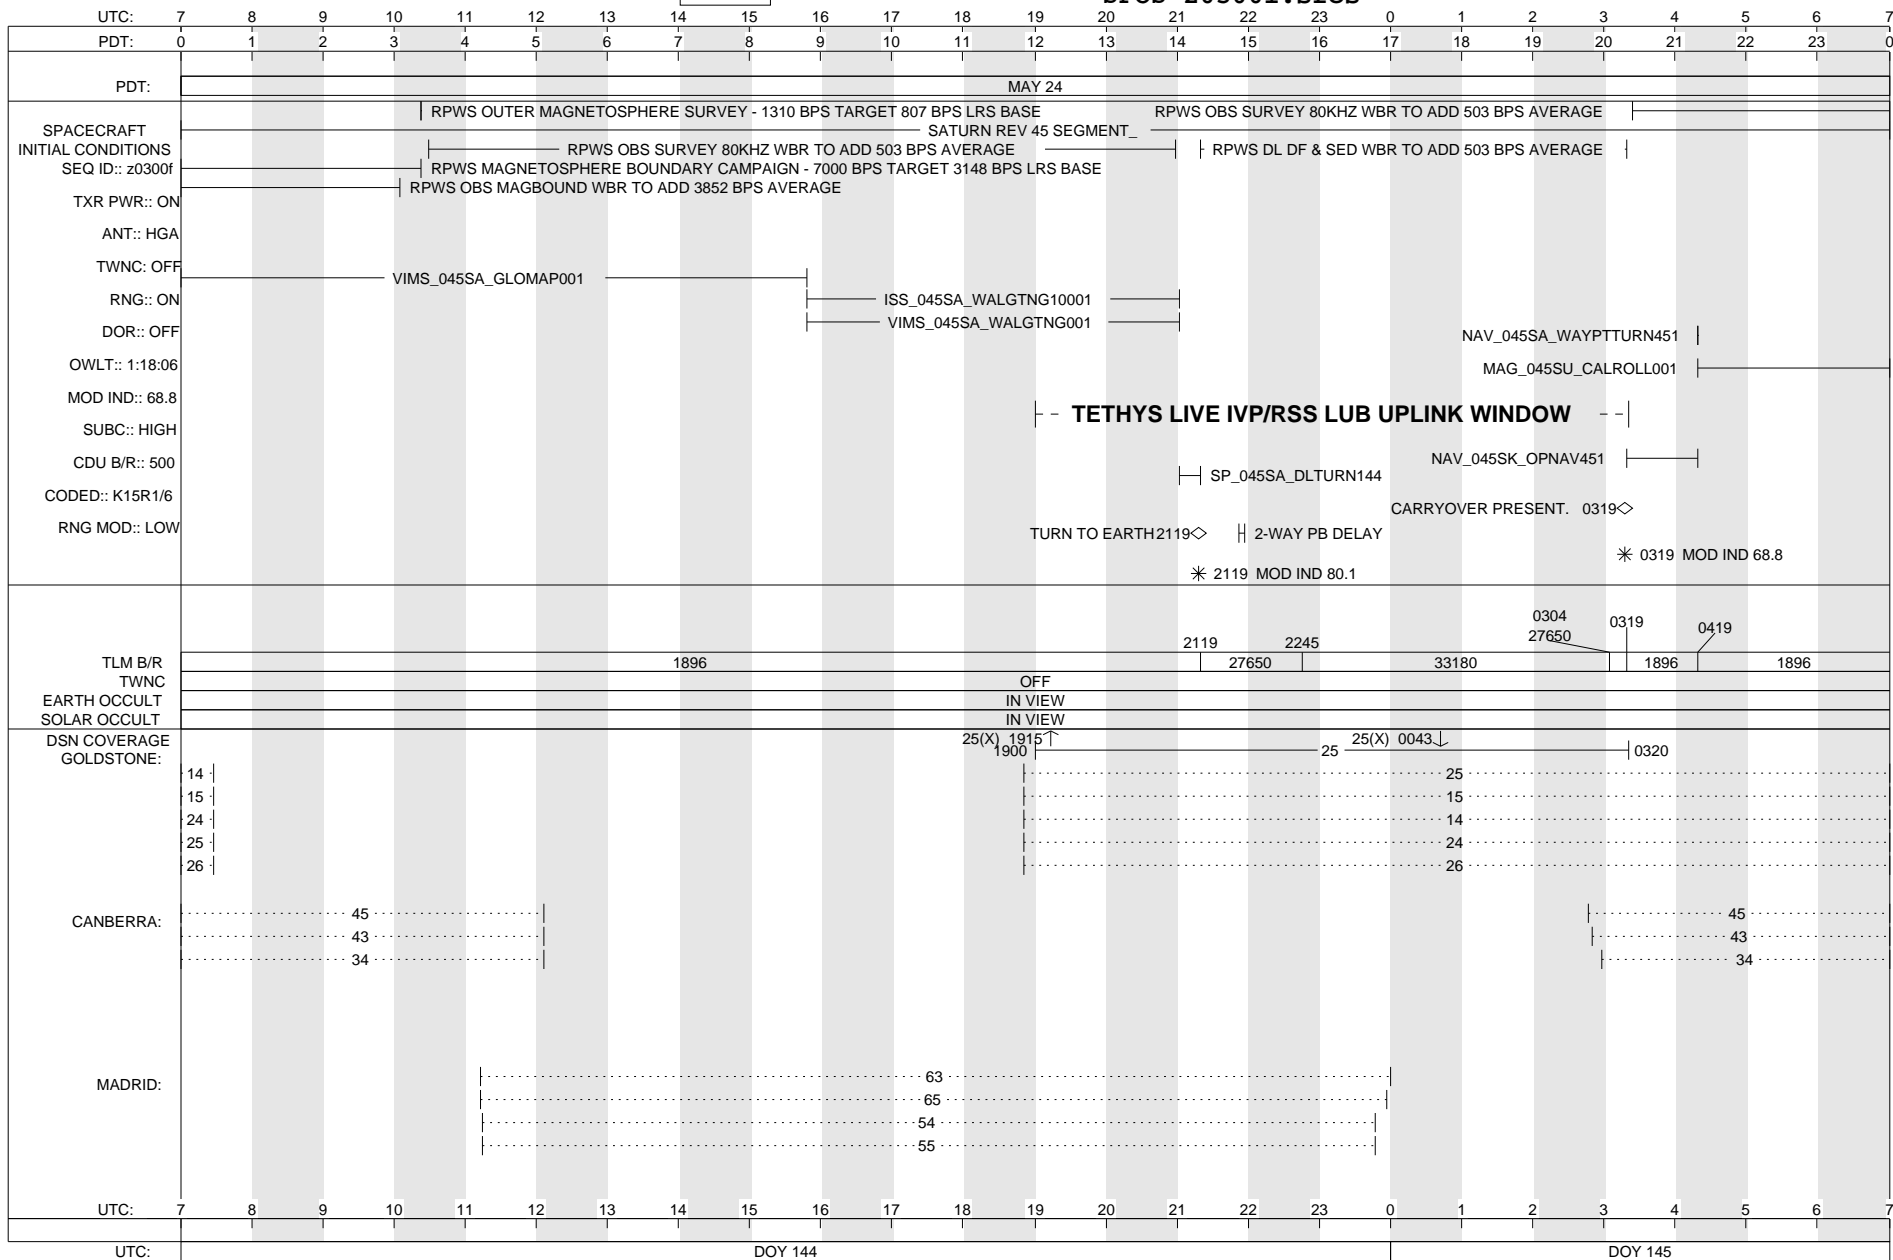 UTC: 7 8 9 10 11 12 13 14 15 16 17 18 19 20 21 22 23 0 1 2 3 4 5 6 7
PDT: 0 1 2 3 4 5 6 7 8 9 10 11 12 13 14 15 16 17 18 19 20 21 22 23 0
PDT: MAY 24
RPWS OUTER MAGNETOSPHERE SURVEY - 1310 BPS TARGET 807 BPS LRS BASE RPWS OBS SURVEY 80KHZ WBR TO ADD 503 BPS AVERAGE
SPACECRAFT SATURN REV 45 SEGMENT_
INITIAL CONDITIONS RPWS OBS SURVEY 80KHZ WBR TO ADD 503 BPS AVERAGE RPWS DL DF & SED WBR TO ADD 503 BPS AVERAGE
SEQ ID:: z0300f RPWS MAGNETOSPHERE BOUNDARY CAMPAIGN - 7000 BPS TARGET 3148 BPS LRS BASE
RPWS OBS MAGBOUND WBR TO ADD 3852 BPS AVERAGE
TXR PWR:: ON
ANT:: HGA
TWNC: OFF
VIMS_045SA_GLOMAP001
RNG:: ON ISS_045SA_WALGTNG10001
VIMS_045SA_WALGTNG001
DOR:: OFF NAV_045SA_WAYPTTURN451
OWLT:: 1:18:06 MAG_045SU_CALROLL001
MOD IND:: 68.8
TETHYS LIVE IVP/RSS LUB UPLINK WINDOW
SUBC:: HIGH
CDU B/R:: 500 NAV_045SK_OPNAV451
SP_045SA_DLTURN144
CODED:: K15R1/6
CARRYOVER PRESENT. 0319
RNG MOD:: LOW TURN TO EARTH 2119 2-WAY PB DELAY
0319 MOD IND 68.8
2119 MOD IND 80.1
0304 0319 0419
27650
2119 2245
TLM B/R 1896 27650 33180 1896 1896
TWNC OFF
EARTH OCCULT IN VIEW
SOLAR OCCULT IN VIEW
DSN COVERAGE 25(X) 1915 25(X) 0043
GOLDSTONE: 1900 25 0320
14 25
15 15
24 14
25 24
26 26
CANBERRA: 45 45
43 43
34 34
MADRID: 63
65
54
55
UTC: 7 8 9 10 11 12 13 14 15 16 17 18 19 20 21 22 23 0 1 2 3 4 5 6 7
UTC: DOY 144 DOY 145